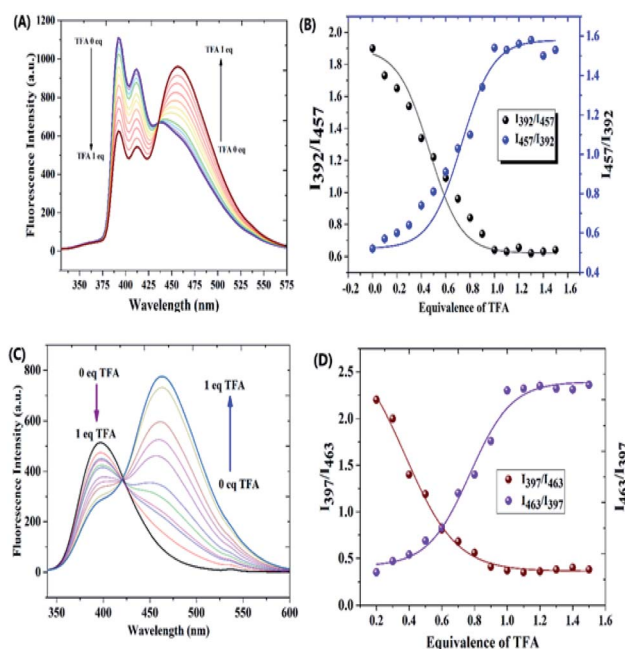 (A)
TFA 0 eq
TFA 1 eq
TFA 1 eq
TFA 0 eq
Fluorescence Intensity (a.u.)
1200
1000
800
600
400
200
0
350 375 400 425 450 475 500 525 550 575
Wavelength (nm)
(B)
I392/I457
I457/I392
I392/I457
I457/I392
2.0
1.8
1.6
1.4
1.2
1.0
0.8
0.6
1.6
1.4
1.2
1.0
0.8
0.6
0.4
-0.2 0.0 0.2 0.4 0.6 0.8 1.0 1.2 1.4 1.6
Equivalence of TFA
(C)
0 eq TFA
1 eq TFA
1 eq TFA
0 eq TFA
Fluorescence Intensity (a.u.)
800
600
400
200
0
350 400 450 500 550 600
Wavelength (nm)
(D)
I397/I463
I463/I397
I397/I463
I463/I397
2.5
2.0
1.5
1.0
0.5
0.0
0.2 0.4 0.6 0.8 1.0 1.2 1.4 1.6
Equivalence of TFA